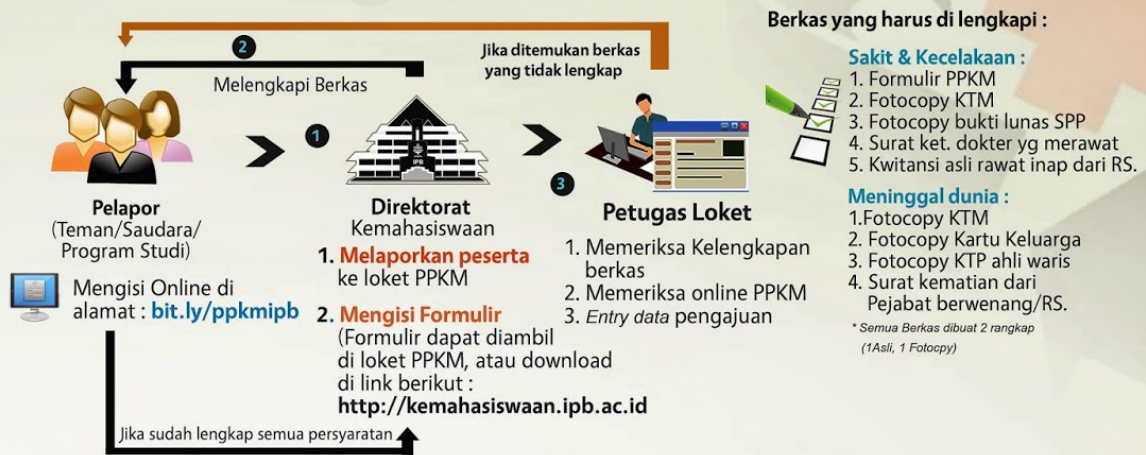 2
Melengkapi Berkas
Jika ditemukan berkas
yang tidak lengkap
Pelapor
(Teman/Saudara/
Program Studi)
Mengisi Online di
alamat : bit.ly/ppkmipb
1
IPB
Direktorat
Kemahasiswaan
1. Melaporkan peserta
ke loket PPKM
2. Mengisi Formulir
(Formulir dapat diambil
di loket PPKM, atau download
di link berikut :
http://kemahasiswaan.ipb.ac.id
Jika sudah lengkap semua persyaratan
3
Petugas Loket
1. Memeriksa Kelengkapan
berkas
2. Memeriksa online PPKM
3. Entry data pengajuan
Berkas yang harus di lengkapi :
Sakit & Kecelakaan :
1. Formulir PPKM
2. Fotocopy KTM
3. Fotocopy bukti lunas SPP
4. Surat ket. dokter yg merawat
5. Kwitansi asli rawat inap dari RS.
Meninggal dunia :
1.Fotocopy KTM
2. Fotocopy Kartu Keluarga
3. Fotocopy KTP ahli waris
4. Surat kematian dari
Pejabat berwenang/RS.
* Semua Berkas dibuat 2 rangkap
(1Asli, 1 Fotocpy)